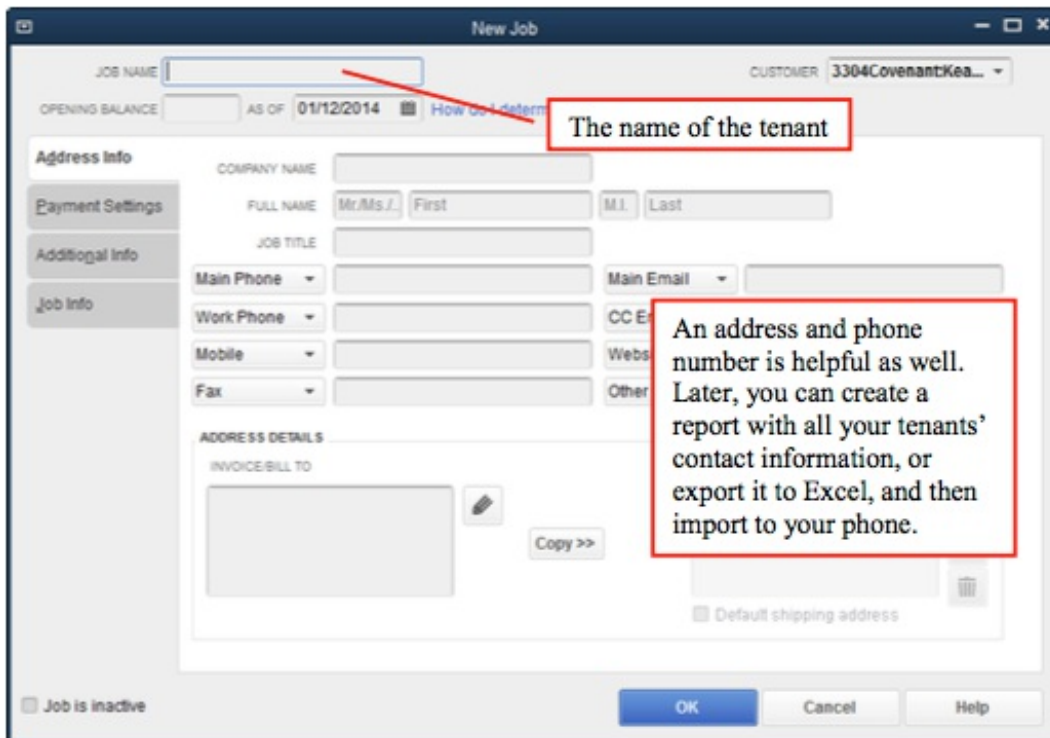 New Job
JOB NAME
CUSTOMER 3304Covenant:Kea...
OPENING BALANCE AS OF 01/12/2014 How do I determ
The name of the tenant
Address Info
Payment Settings
Additional Info
Job Info
COMPANY NAME
FULL NAME Mr./Ms./.. First M.I. Last
JOB TITLE
Main Phone Main Email
Work Phone CC E
Mobile Webs
Fax Other
An address and phone
number is helpful as well.
Later, you can create a
report with all your tenants’
contact information, or
export it to Excel, and then
import to your phone.
ADDRESS DETAILS
INVOICE/BILL TO
Copy >>
Default shipping address
Job is inactive
OK Cancel Help